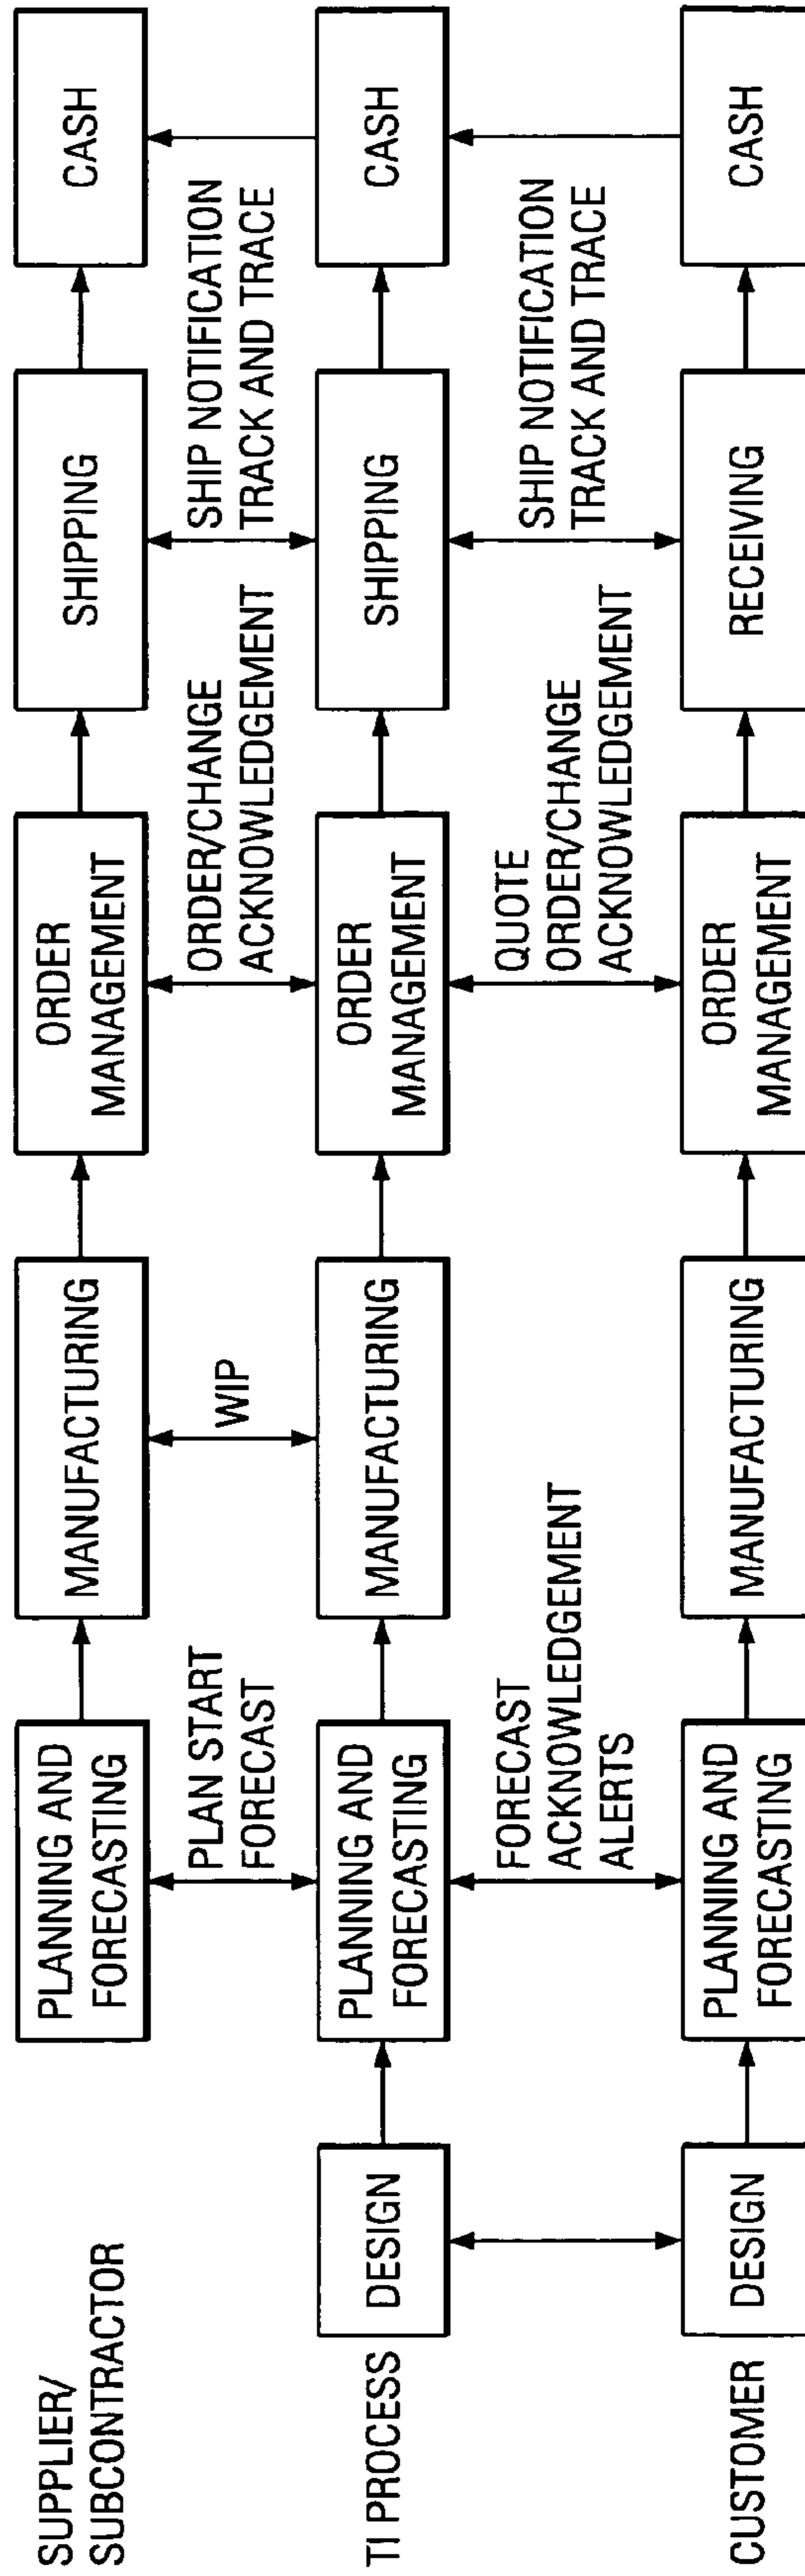 SUPPLIER/
SUBCONTRACTOR
PLANNING AND
FORECASTING
MANUFACTURING
ORDER
MANAGEMENT
SHIPPING
CASH
PLAN START
FORECAST
WIP
ORDER/CHANGE
ACKNOWLEDGEMENT
SHIP NOTIFICATION
TRACK AND TRACE
TI PROCESS
DESIGN
PLANNING AND
FORECASTING
MANUFACTURING
ORDER
MANAGEMENT
SHIPPING
CASH
FORECAST
ACKNOWLEDGEMENT
ALERTS
QUOTE
ORDER/CHANGE
ACKNOWLEDGEMENT
SHIP NOTIFICATION
TRACK AND TRACE
CUSTOMER
DESIGN
PLANNING AND
FORECASTING
MANUFACTURING
ORDER
MANAGEMENT
RECEIVING
CASH